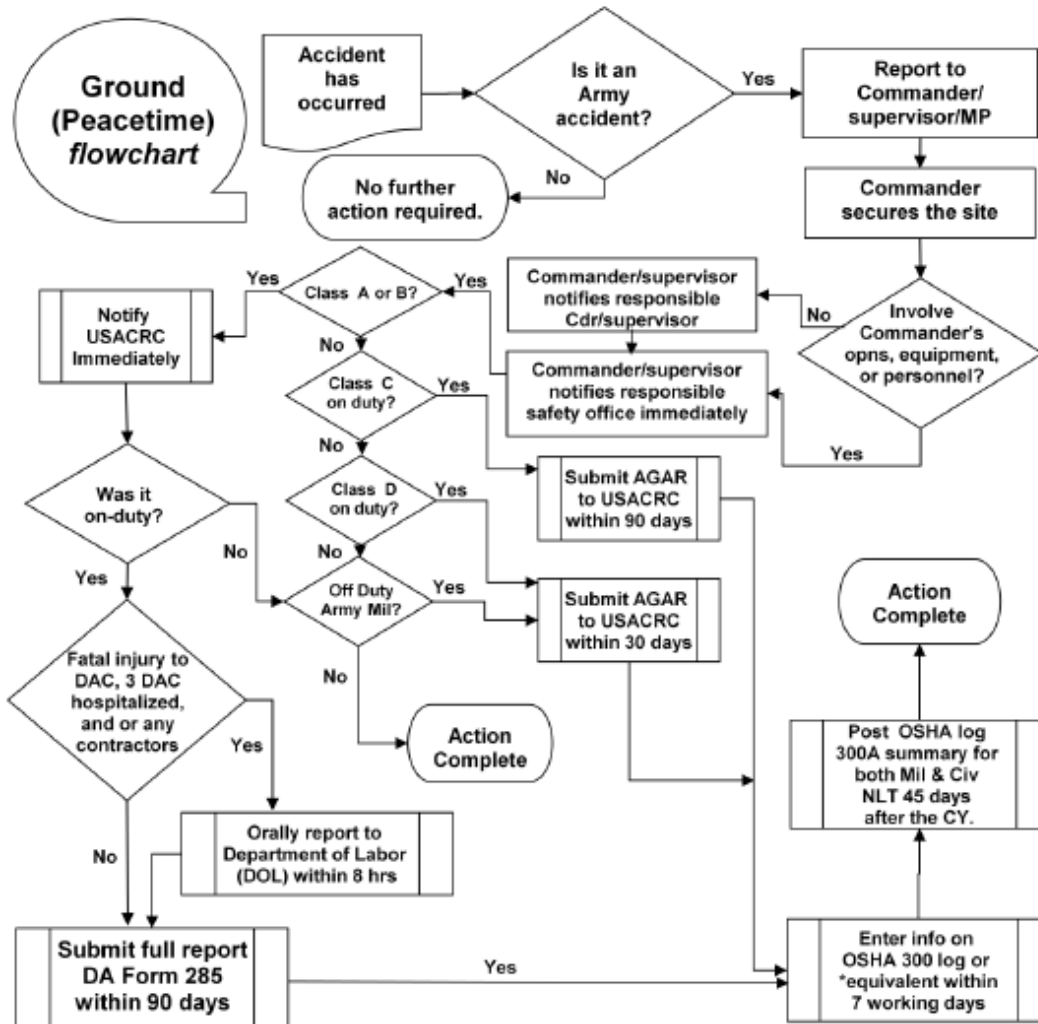 Ground
(Peacetime)
flowchart
Accident
has
occurred
Is it an
Army
accident?
Yes
Report to
Commander/
supervisor/MP
No
No further
action required.
Commander
secures the site
Involve
Commander's
opns, equipment,
or personnel?
No
Commander/supervisor
notifies responsible
Cdr/supervisor
Yes
Commander/supervisor
notifies responsible
safety office immediately
Yes
Class A or B?
Yes
Notify
USACRC
Immediately
No
Class C
on duty?
Yes
Submit AGAR
to USACRC
within 90 days
No
Class D
on duty?
Yes
No
Was it
on-duty?
No
Off Duty
Army Mil?
Yes
Submit AGAR
to USACRC
within 30 days
No
Action
Complete
Yes
Fatal injury to
DAC, 3 DAC
hospitalized,
and or any
contractors
Yes
Orally report to
Department of Labor
(DOL) within 8 hrs
No
Submit full report
DA Form 285
within 90 days
Yes
Enter info on
OSHA 300 log or
*equivalent within
7 working days
Post OSHA log
300A summary for
both Mil & Civ
NLT 45 days
after the CY.
Action
Complete